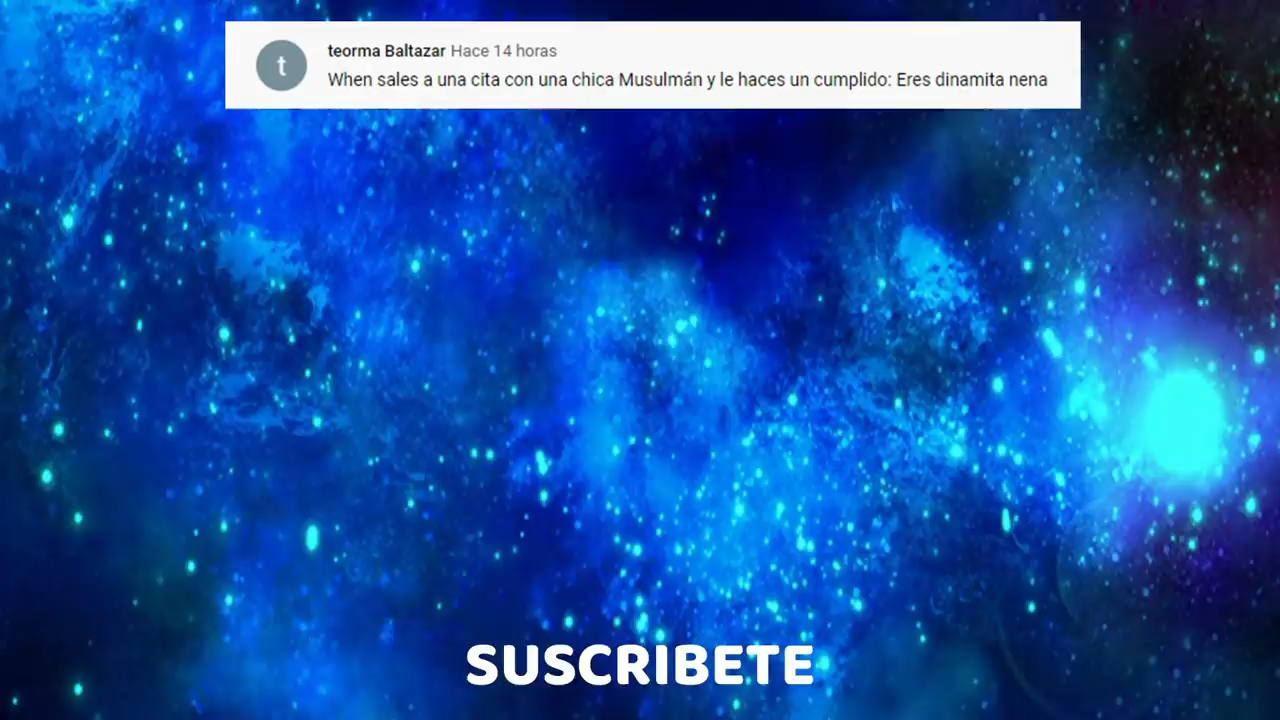 t
teorma Baltazar Hace 14 horas
When sales a una cita con una chica Musulmán y le haces un cumplido: Eres dinamita nena
SUSCRIBETE